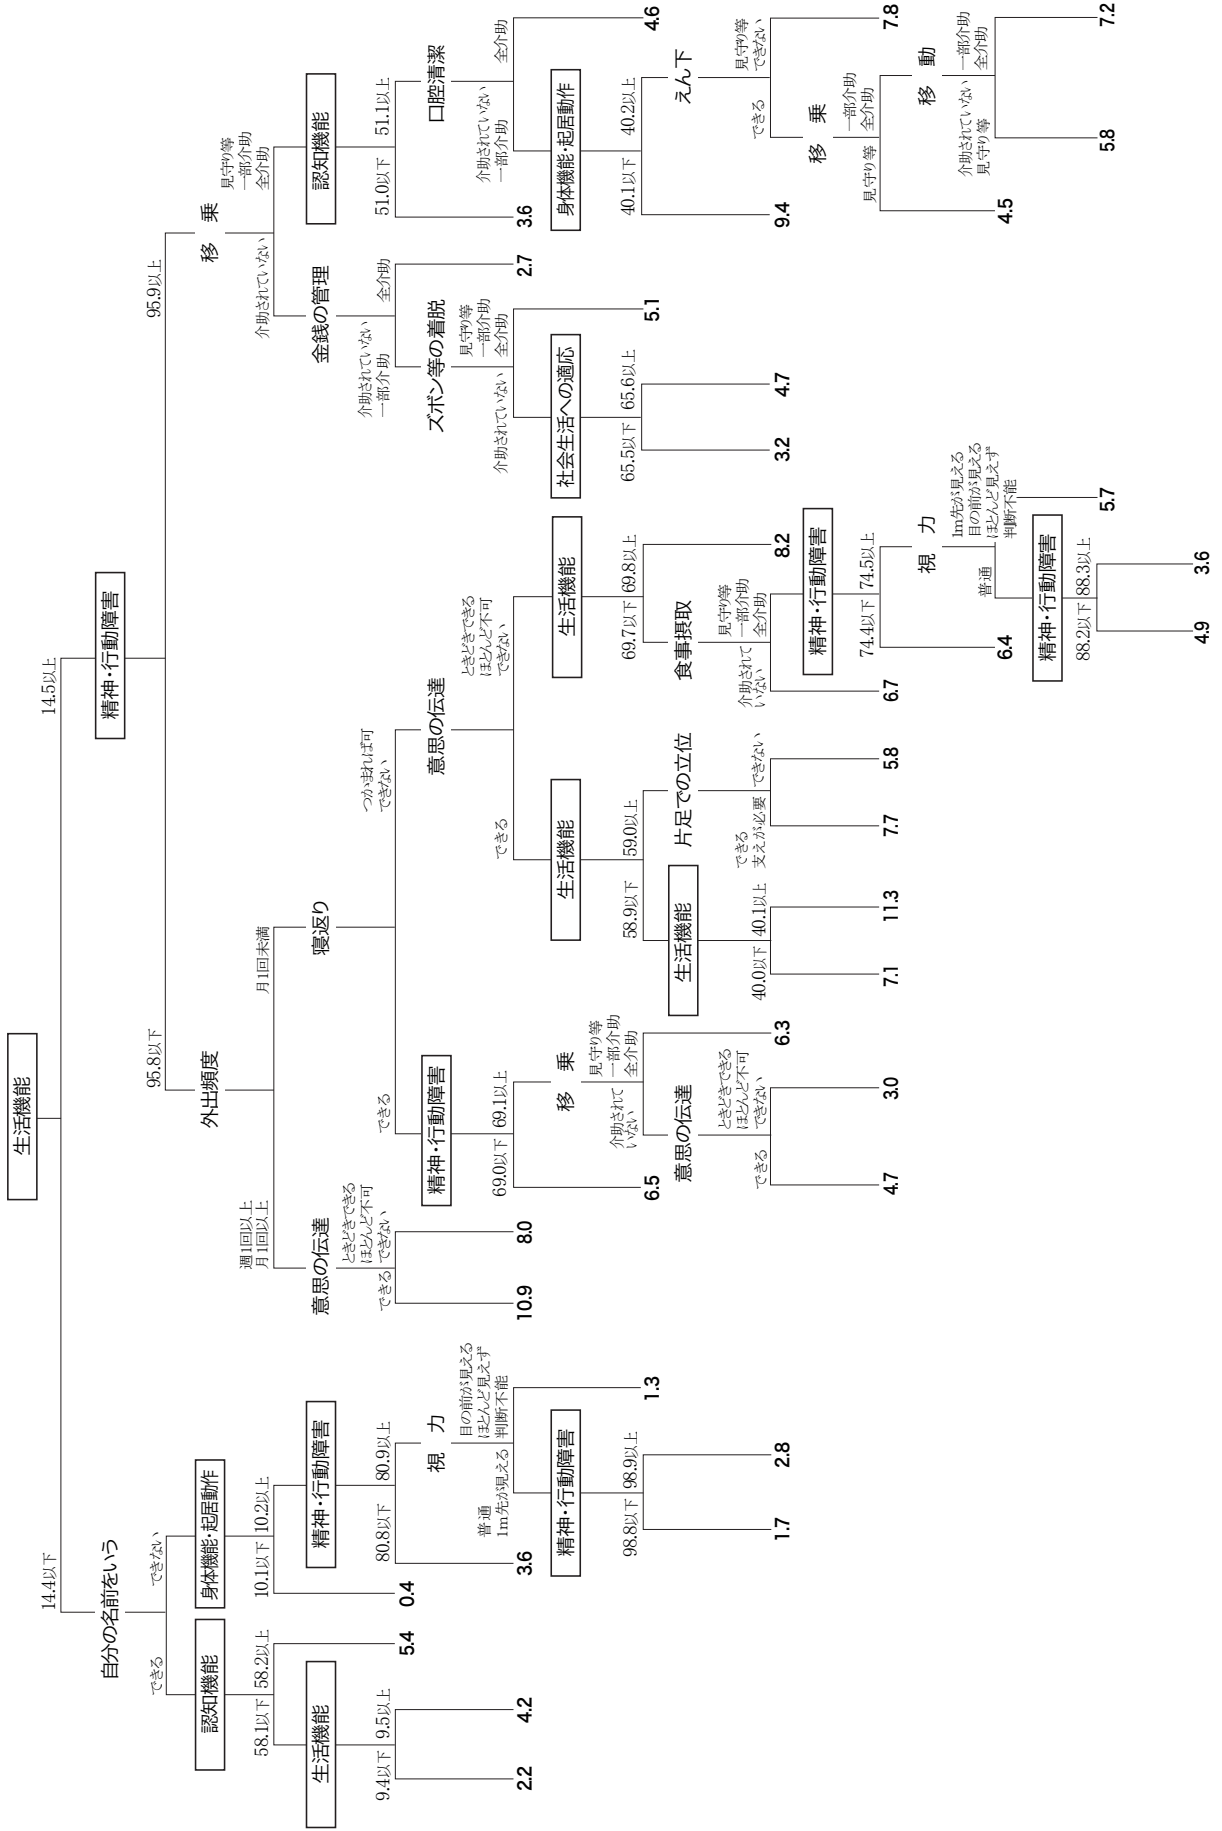 生活機能
14.4以下
14.5以上
自分の名前をいう
精神・行動障害
できる
できない
95.8以下
95.9以上
認知機能
身体機能・起居動作
外出頻度
移乗
58.1以下
58.2以上
10.1以下
10.2以上
週1回以上
月1回以上
月1回未満
介助されていない
見守り等
一部介助
全介助
生活機能
精神・行動障害
意思の伝達
寝返り
金銭の管理
認知機能
9.4以下
9.5以上
5.4
0.4
80.8以下
80.9以上
できる
ときどきできる
ほとんど不可
できない
できる
つかまれば可
できない
介助されていない
一部介助
全介助
51.0以下
51.1以上
視力
精神・行動障害
意思の伝達
ズボン等の着脱
口腔清潔
2.2
4.2
3.6
普通
1m先が見える
目の前が見える
ほとんど見えず
判断不能
10.9
8.0
69.0以下
69.1以上
できる
ときどきできる
ほとんど不可
できない
介助されていない
見守り等
一部介助
全介助
2.7
3.6
介助されていない
一部介助
全介助
精神・行動障害
移乗
生活機能
生活機能
社会生活への適応
身体機能・起居動作
98.8以下
98.9以上
1.3
6.5
介助されて
いない
見守り等
一部介助
全介助
58.9以下
59.0以上
69.7以下
69.8以上
65.5以下
65.6以上
5.1
40.1以下
40.2以上
4.6
意思の伝達
生活機能
片足での立位
食事摂取
えん下
1.7
2.8
できる
ときどきできる
ほとんど不可
できない
6.3
40.0以下
40.1以上
できる
支えが必要
できない
介助されて
いない
見守り等
一部介助
全介助
8.2
3.2
4.7
9.4
できる
見守り等
できない
精神・行動障害
移乗
4.7
3.0
7.1
11.3
7.7
5.8
6.7
74.4以下
74.5以上
見守り等
一部介助
全介助
7.8
視力
移動
6.4
普通
1m先が見える
目の前が見える
ほとんど見えず
判断不能
4.5
介助されていない
見守り等
一部介助
全介助
精神・行動障害
88.2以下
88.3以上
5.7
5.8
7.2
4.9
3.6